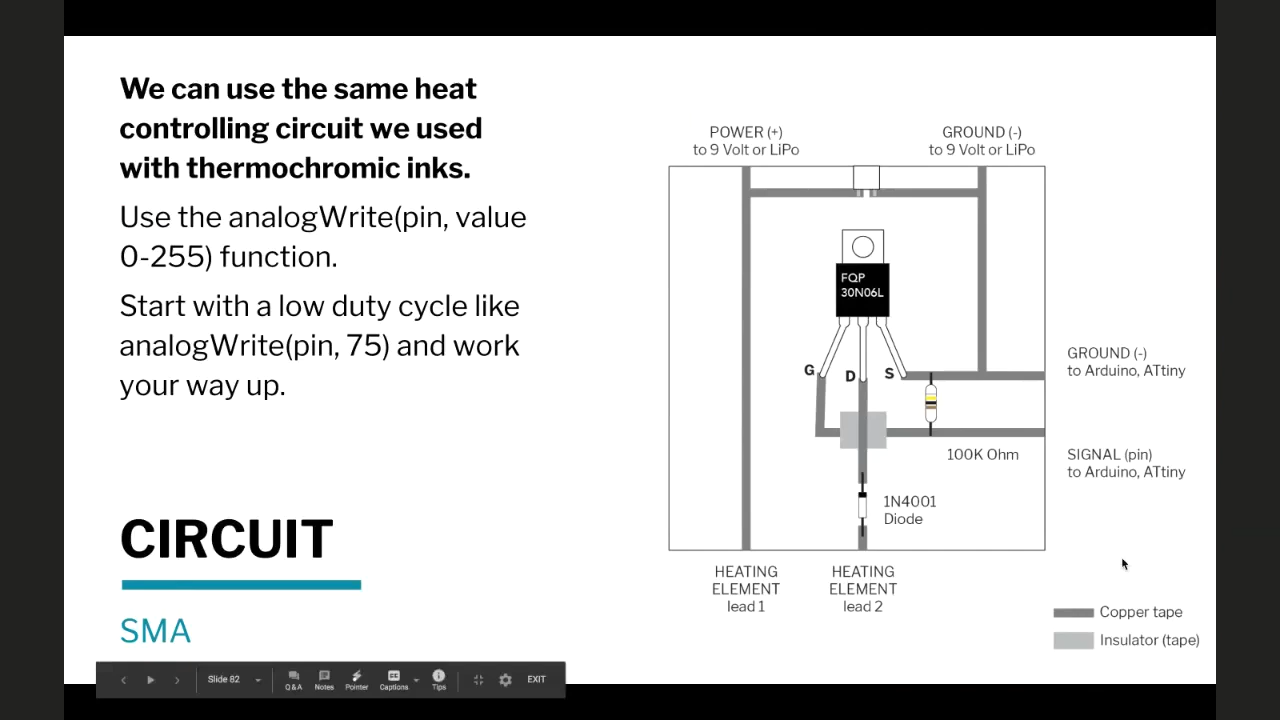 We can use the same heat
controlling circuit we used
with thermochromic inks.
Use the analogWrite(pin, value
0-255) function.
Start with a low duty cycle like
analogWrite(pin, 75) and work
your way up.
CIRCUIT
SMA
POWER (+)
to 9 Volt or LiPo
GROUND (-)
to 9 Volt or LiPo
FQP
30N06L
G
D
S
GROUND (-)
to Arduino, ATtiny
100K Ohm
SIGNAL (pin)
to Arduino, ATtiny
1N4001
Diode
HEATING
ELEMENT
lead 1
HEATING
ELEMENT
lead 2
Copper tape
Insulator (tape)
Slide 82
Q&A
Notes
Pointer
Captions
Tips
EXIT